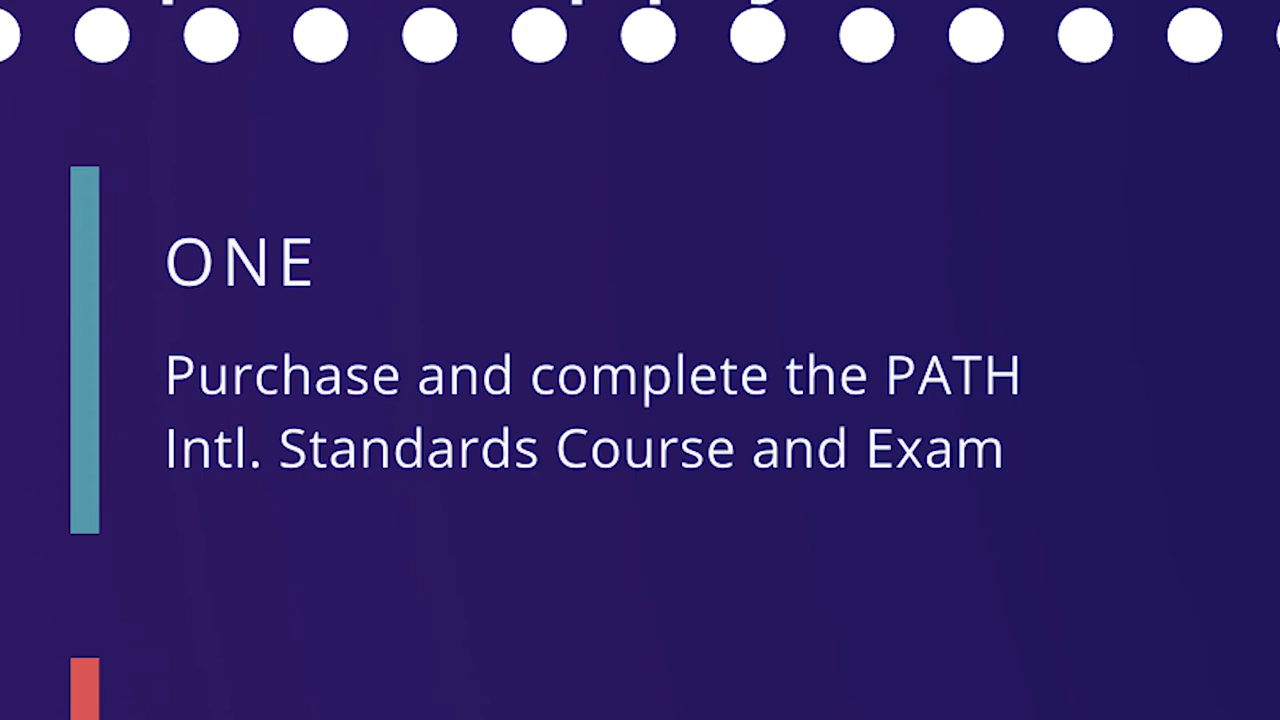 ONE
Purchase and complete the PATH
Intl. Standards Course and Exam